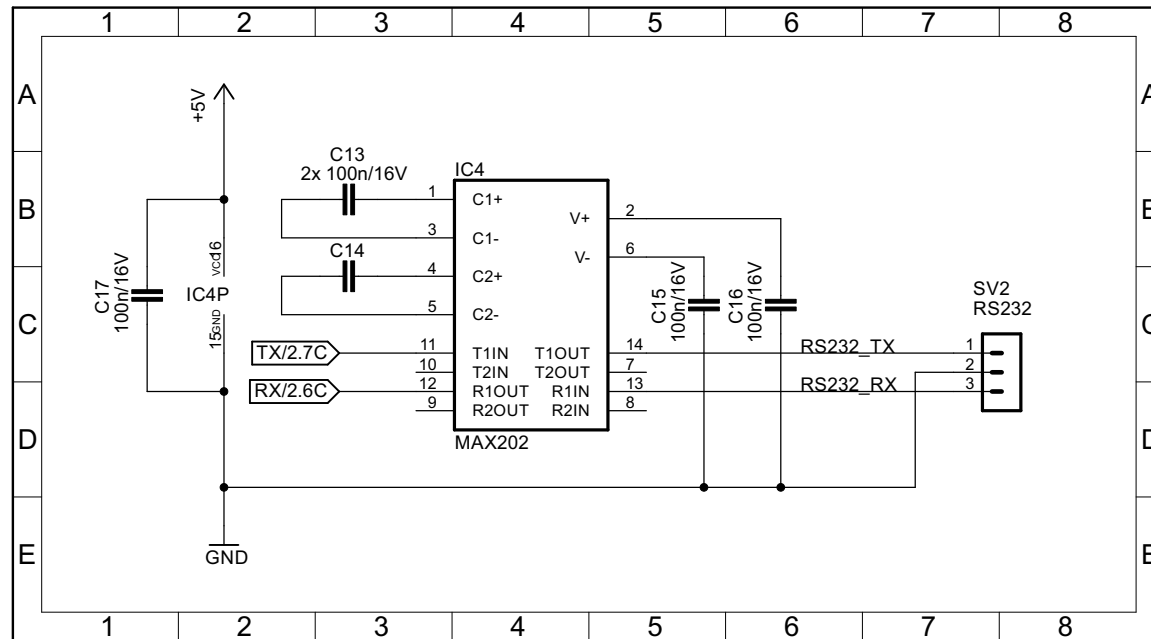 1 2 3 4 5 6 7 8
A A
+5V
C13
2x 100n/16V
IC4
B B
1 C1+
V+ 2
3 C1-
C14
V- 6
4 C2+
VCC 16
C17
100n/16V
IC4P
15 GND
C15
100n/16V
C16
100n/16V
SV2
RS232
C C
5 C2-
TX/2.7C 11 T1IN T1OUT 14 RS232_TX 1
10 T2IN T2OUT 7 2
RX/2.6C 12 R1OUT R1IN 13 RS232_RX 3
9 R2OUT R2IN 8
MAX202
D D
E E
GND
1 2 3 4 5 6 7 8